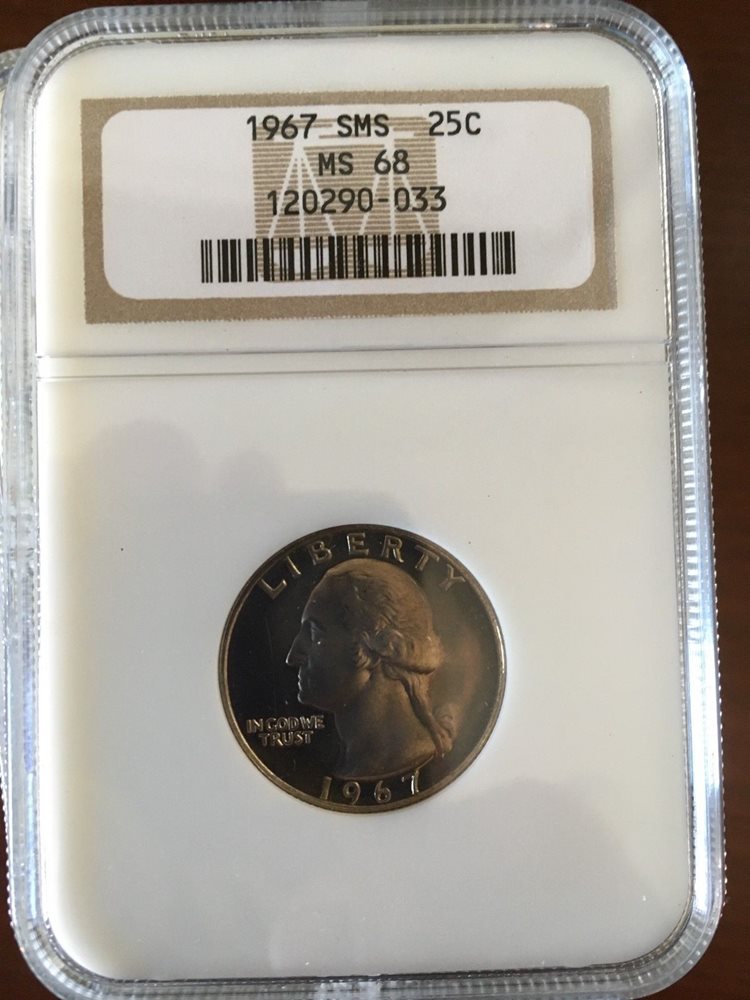 1967 SMS 25C
MS 68
120290-033
LIBERTY
IN GOD WE
TRUST
1967